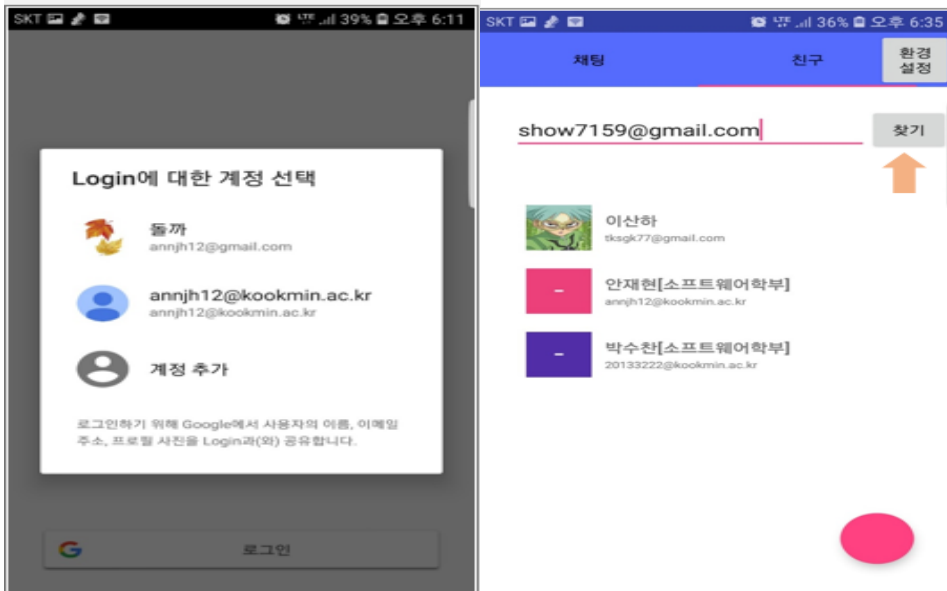 SKT LTE 39% 오후 6:11
Login에 대한 계정 선택
돌까
annjh12@gmail.com
annjh12@kookmin.ac.kr
annjh12@kookmin.ac.kr
계정 추가
로그인하기 위해 Google에서 사용자의 이름, 이메일
주소, 프로필 사진을 Login과(와) 공유합니다.
G 로그인
SKT LTE 36% 오후 6:35
채팅 친구 환경
설정
show7159@gmail.com 찾기
이산하
tksgk77@gmail.com
안재현[소프트웨어학부]
annjh12@kookmin.ac.kr
박수찬[소프트웨어학부]
20133222@kookmin.ac.kr